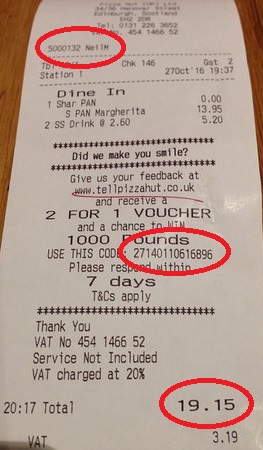 Pizza Hut (UK) Ltd
34/36 Hanover Street
Edinburgh, Scotland
EH2 2DR
Tel: 0131 226 3652
VAT No. 454 1466 52
5000132 NeilM
Chk 146 Gst 2
Station 1 27Oct'16 19:37
Dine In
1 Shar PAN 0.00
S PAN Margherita 13.95
2 SS Drink @ 2.60 5.20
Did we make you smile?
Give us your feedback at
www.tellpizzahut.co.uk
and receive a
2 FOR 1 VOUCHER
and a chance to WIN
1000 Pounds
USE THIS CODE: 27140110616896
Please respond within
7 days
T&Cs apply
Thank You
VAT No 454 1466 52
Service Not Included
VAT charged at 20%
20:17 Total 19.15
VAT 3.19